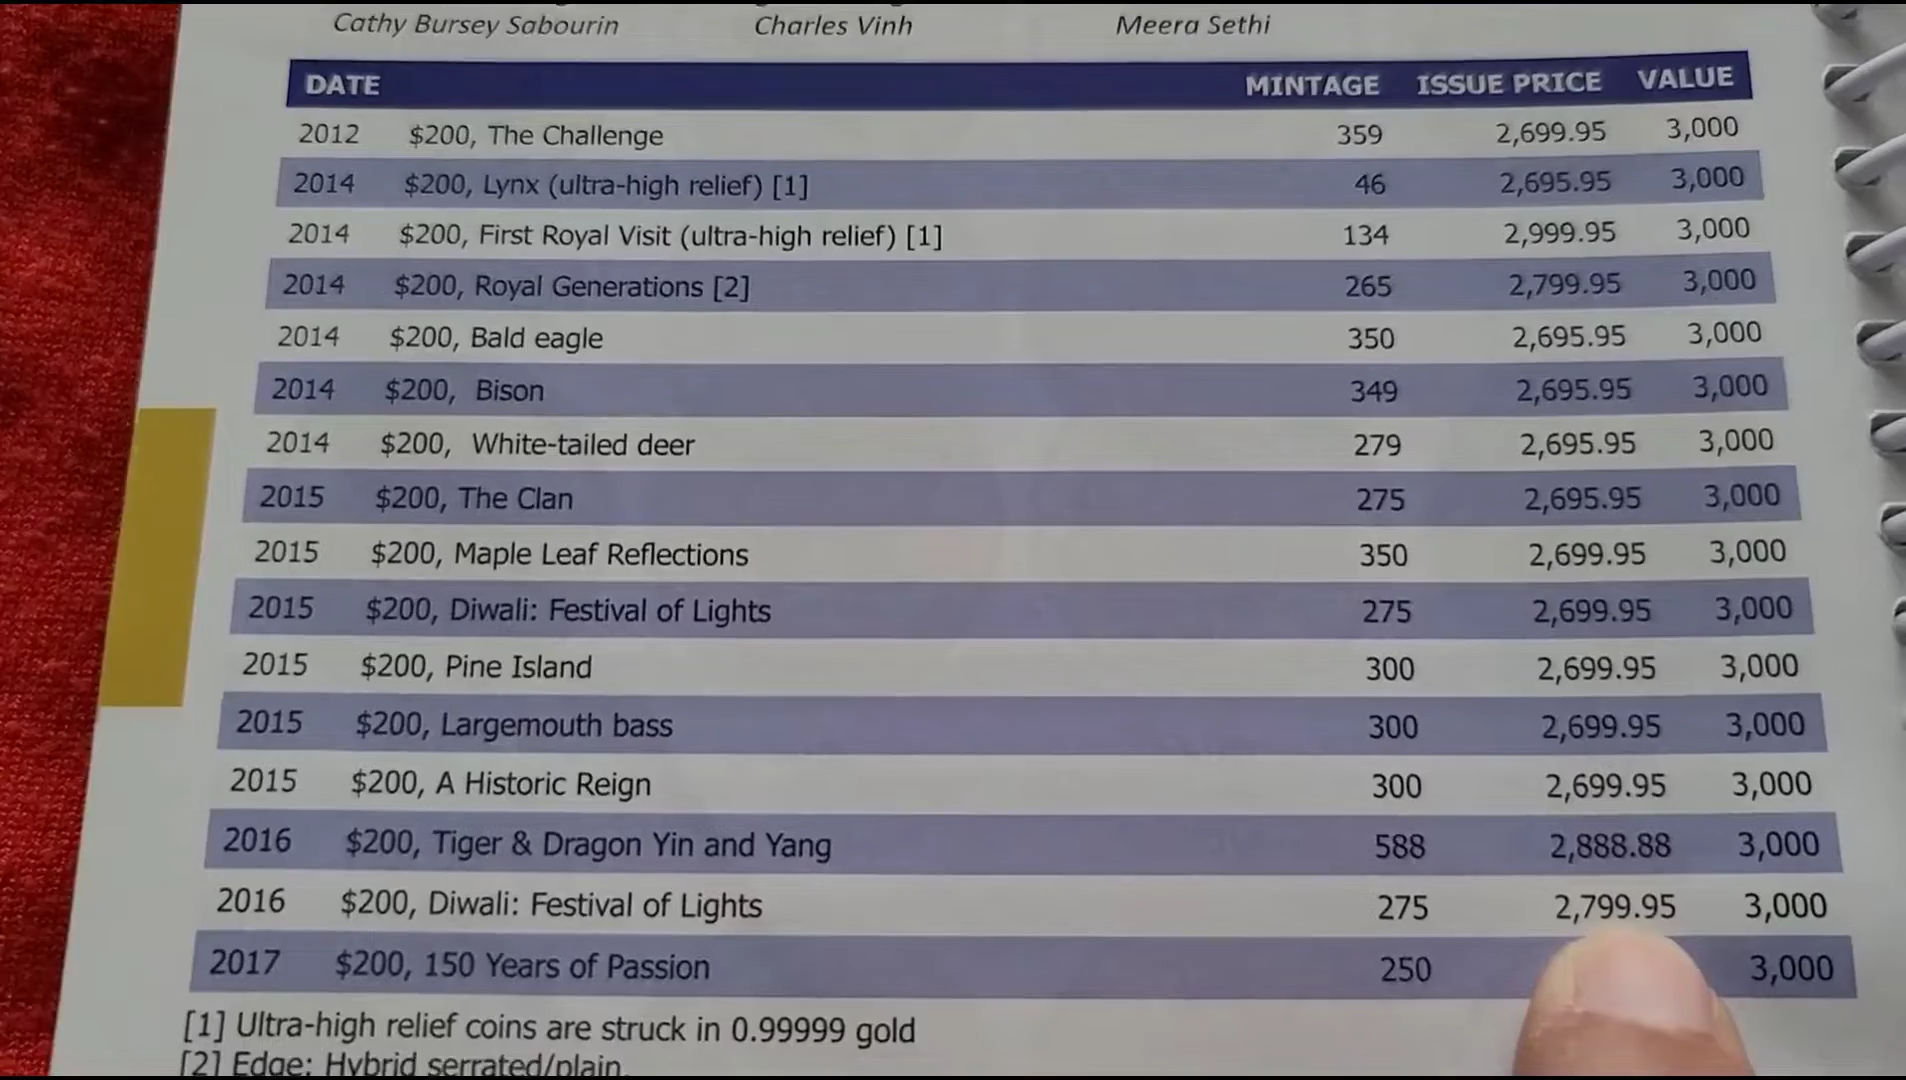 Cathy Bursey Sabourin Charles Vinh Meera Sethi
DATE MINTAGE ISSUE PRICE VALUE
2012 $200, The Challenge 359 2,699.95 3,000
2014 $200, Lynx (ultra-high relief) [1] 46 2,695.95 3,000
2014 $200, First Royal Visit (ultra-high relief) [1] 134 2,999.95 3,000
2014 $200, Royal Generations [2] 265 2,799.95 3,000
2014 $200, Bald eagle 350 2,695.95 3,000
2014 $200, Bison 349 2,695.95 3,000
2014 $200, White-tailed deer 279 2,695.95 3,000
2015 $200, The Clan 275 2,695.95 3,000
2015 $200, Maple Leaf Reflections 350 2,699.95 3,000
2015 $200, Diwali: Festival of Lights 275 2,699.95 3,000
2015 $200, Pine Island 300 2,699.95 3,000
2015 $200, Largemouth bass 300 2,699.95 3,000
2015 $200, A Historic Reign 300 2,699.95 3,000
2016 $200, Tiger & Dragon Yin and Yang 588 2,888.88 3,000
2016 $200, Diwali: Festival of Lights 275 2,799.95 3,000
2017 $200, 150 Years of Passion 250 3,000
[1] Ultra-high relief coins are struck in 0.99999 gold
[2] Edge: Hybrid serrated/plain.